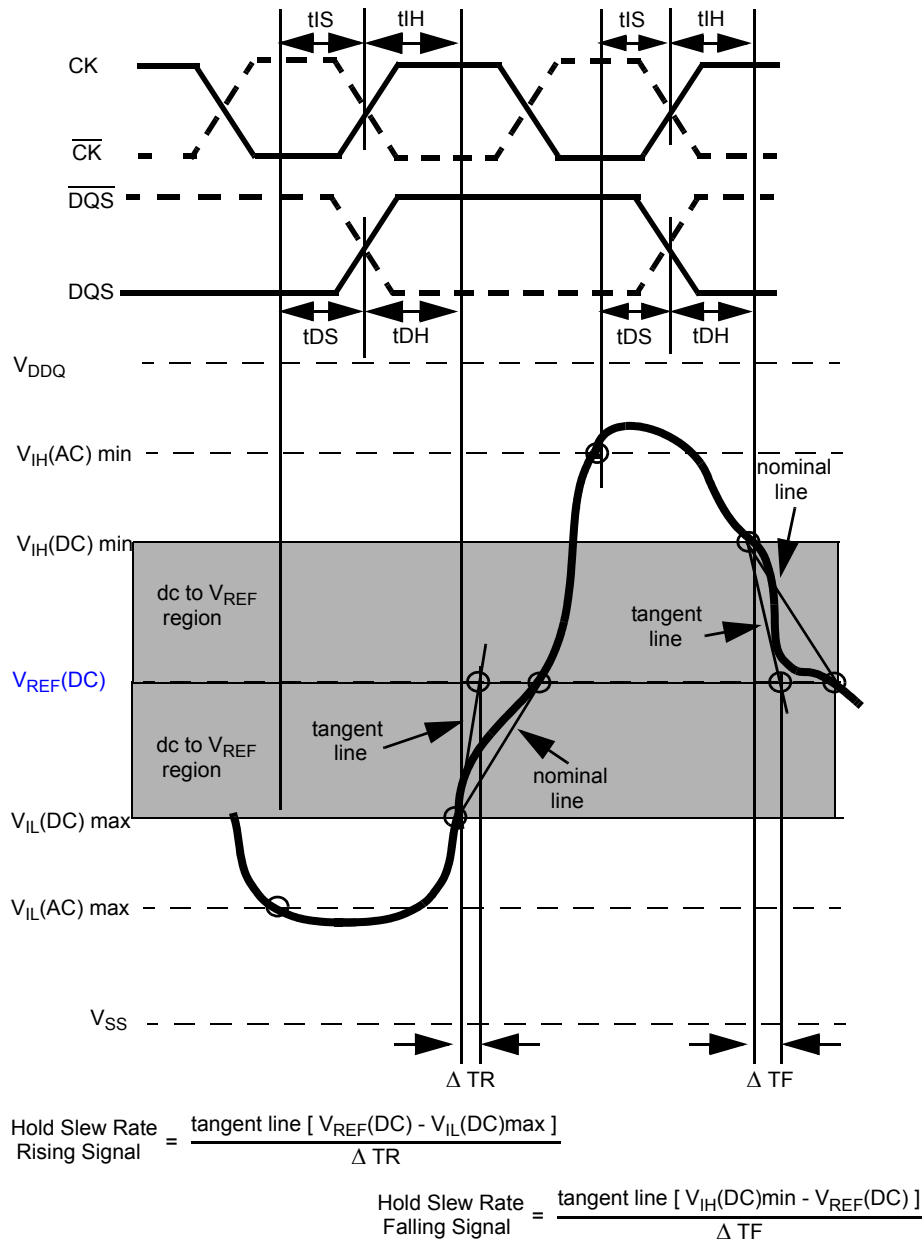 tIS tIH tIS tIH
CK
CK
DQS
DQS
tDS tDH tDS tDH
VDDQ
VIH(AC) min
nominal
line
VIH(DC) min
dc to VREF
region
tangent
line
VREF(DC)
tangent
line
dc to VREF
region
nominal
line
VIL(DC) max
VIL(AC) max
VSS
Δ TR Δ TF
Hold Slew Rate
Rising Signal
=
tangent line [ VREF(DC) - VIL(DC)max ]
Δ TR
Hold Slew Rate
Falling Signal
=
tangent line [ VIH(DC)min - VREF(DC) ]
Δ TF